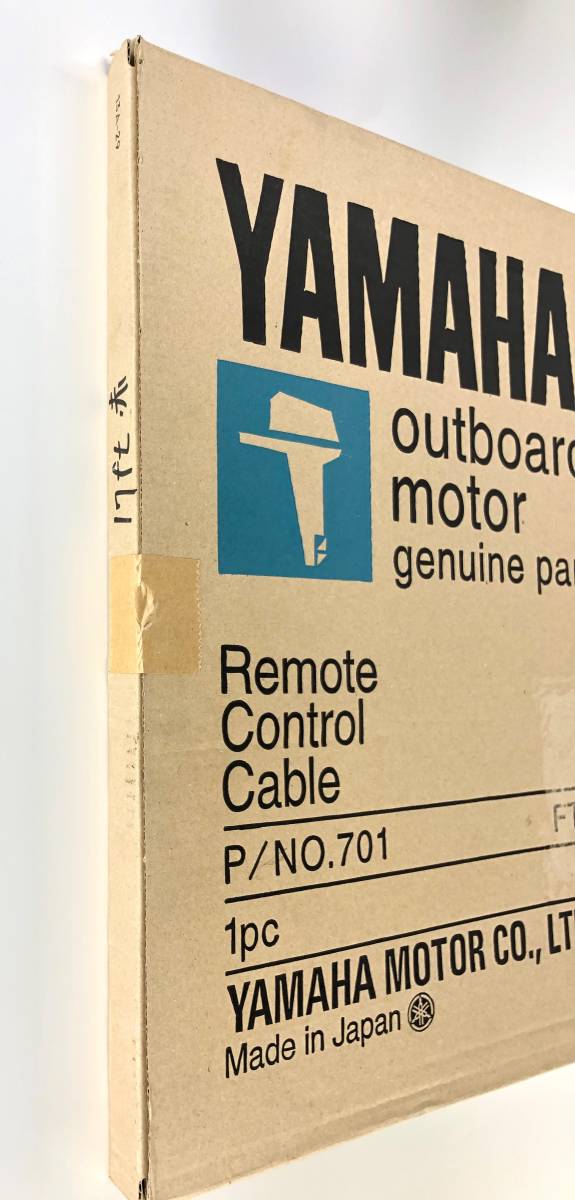 YAMAHA
outboard
motor
genuine par
Remote
Control
Cable
P/NO.701
FT
1pc
YAMAHA MOTOR CO., LTD
Made in Japan
17ft 赤